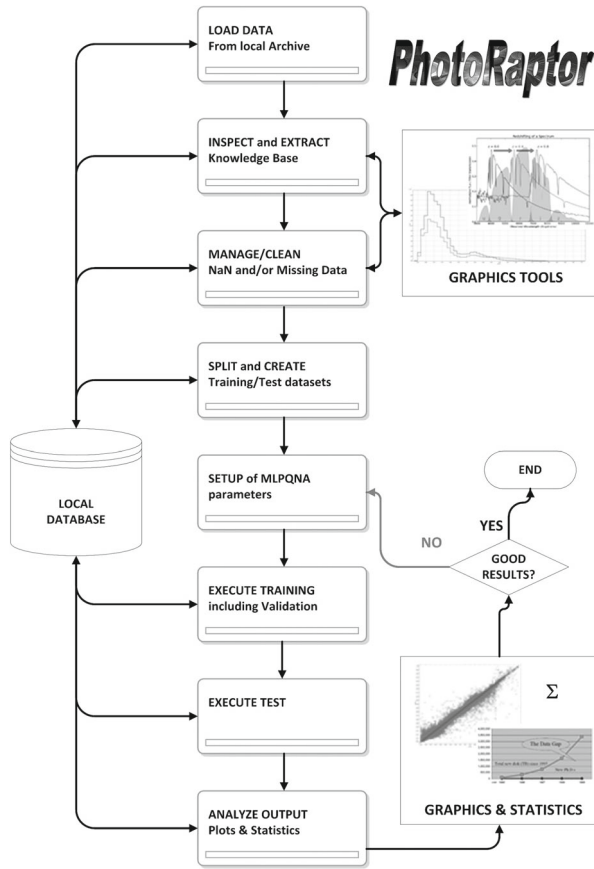 PhotoRaptor
LOAD DATA
From local Archive
INSPECT and EXTRACT
Knowledge Base
GRAPHICS TOOLS
MANAGE/CLEAN
NaN and/or Missing Data
SPLIT and CREATE
Training/Test datasets
LOCAL
DATABASE
SETUP of MLPQNA
parameters
END
YES
NO
GOOD
RESULTS?
EXECUTE TRAINING
including Validation
EXECUTE TEST
Σ
The Data Gap
GRAPHICS & STATISTICS
ANALYZE OUTPUT
Plots & Statistics